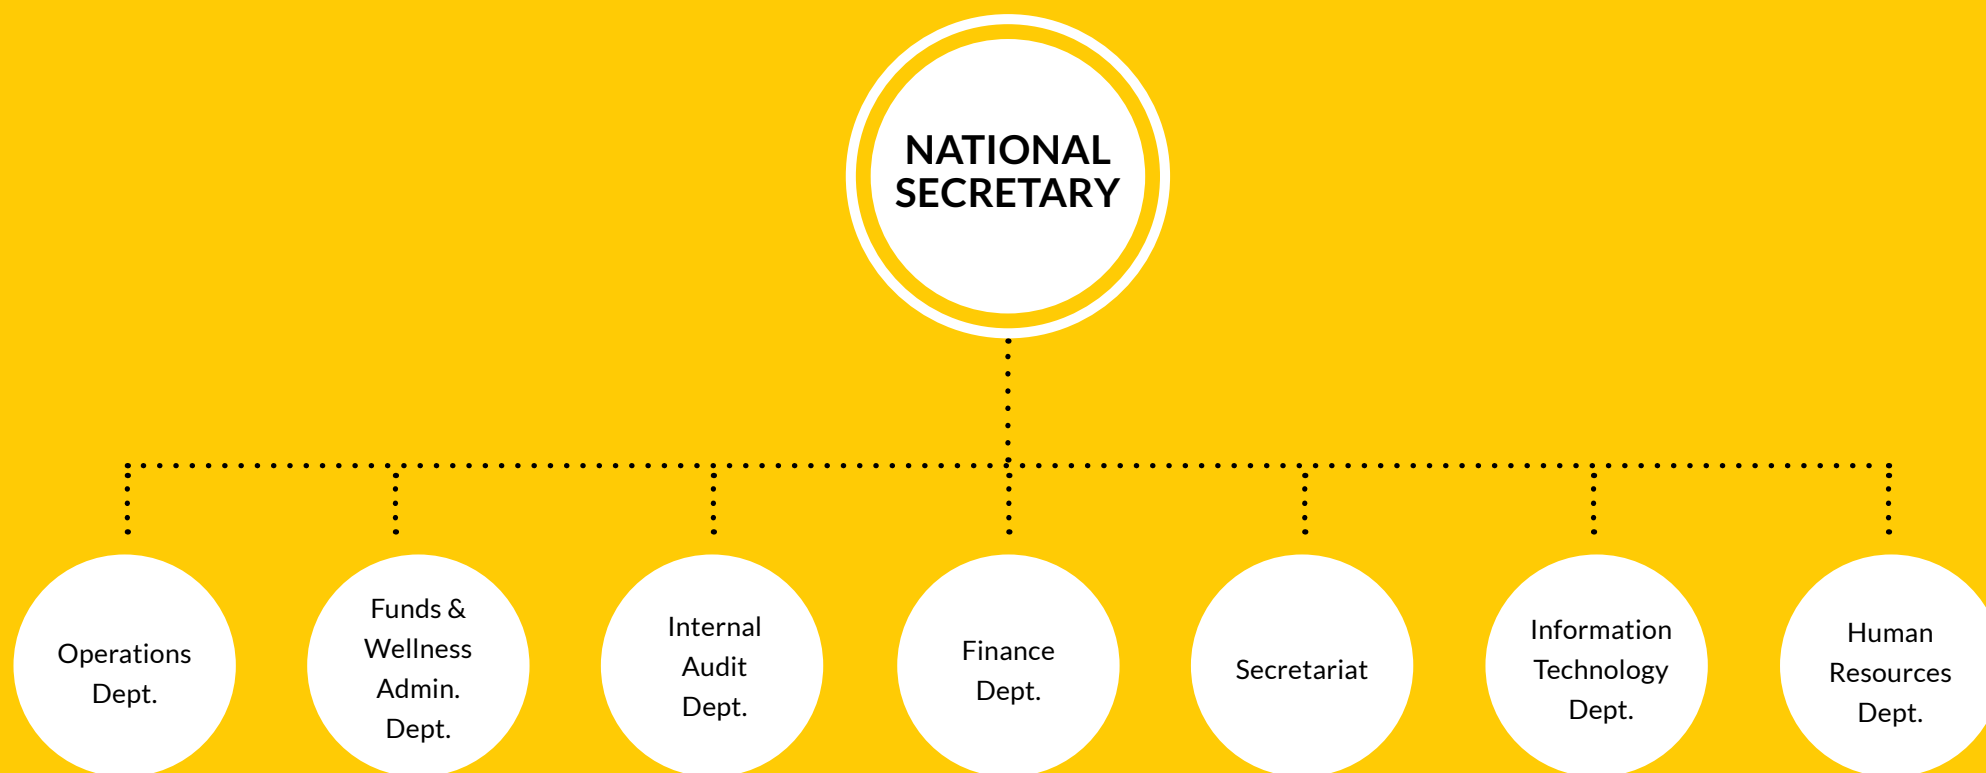 NATIONAL
SECRETARY
Operations
Dept.
Funds &
Wellness
Admin.
Dept.
Internal
Audit
Dept.
Finance
Dept.
Secretariat
Information
Technology
Dept.
Human
Resources
Dept.